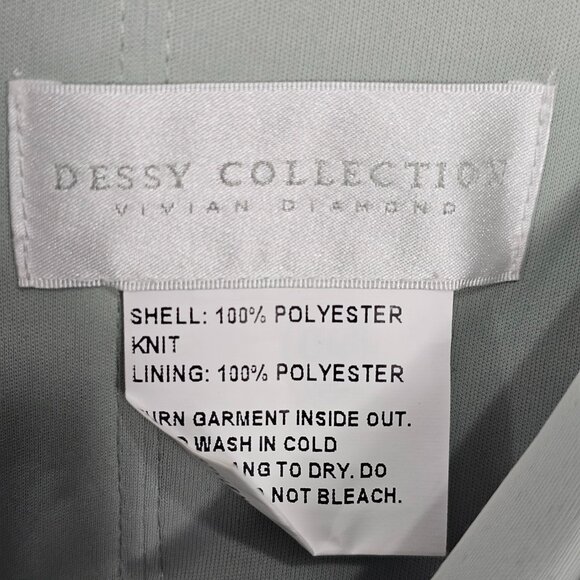 DESSY COLLECTION
VIVIAN DIAMOND
SHELL: 100% POLYESTER
KNIT
LINING: 100% POLYESTER
GARMENT INSIDE OUT.
WASH IN COLD
TO DRY. DO
NOT BLEACH.